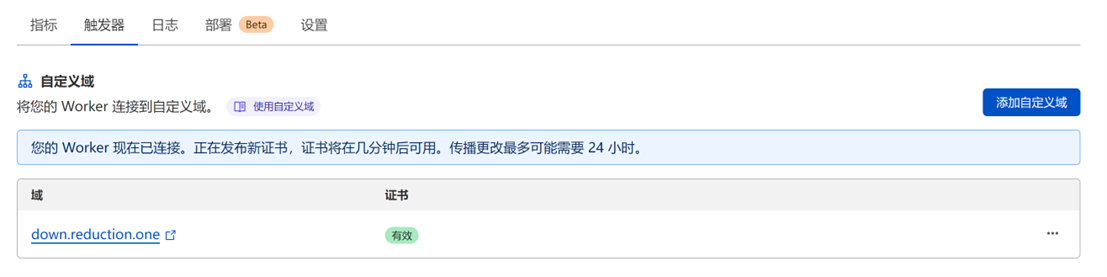 指标 触发器 日志 部署 Beta 设置
自定义域
将您的 Worker 连接到自定义域。 使用自定义域 添加自定义域
您的 Worker 现在已连接。正在发布新证书，证书将在几分钟后可用。传播更改最多可能需要 24 小时。
域 证书
down.reduction.one 有效